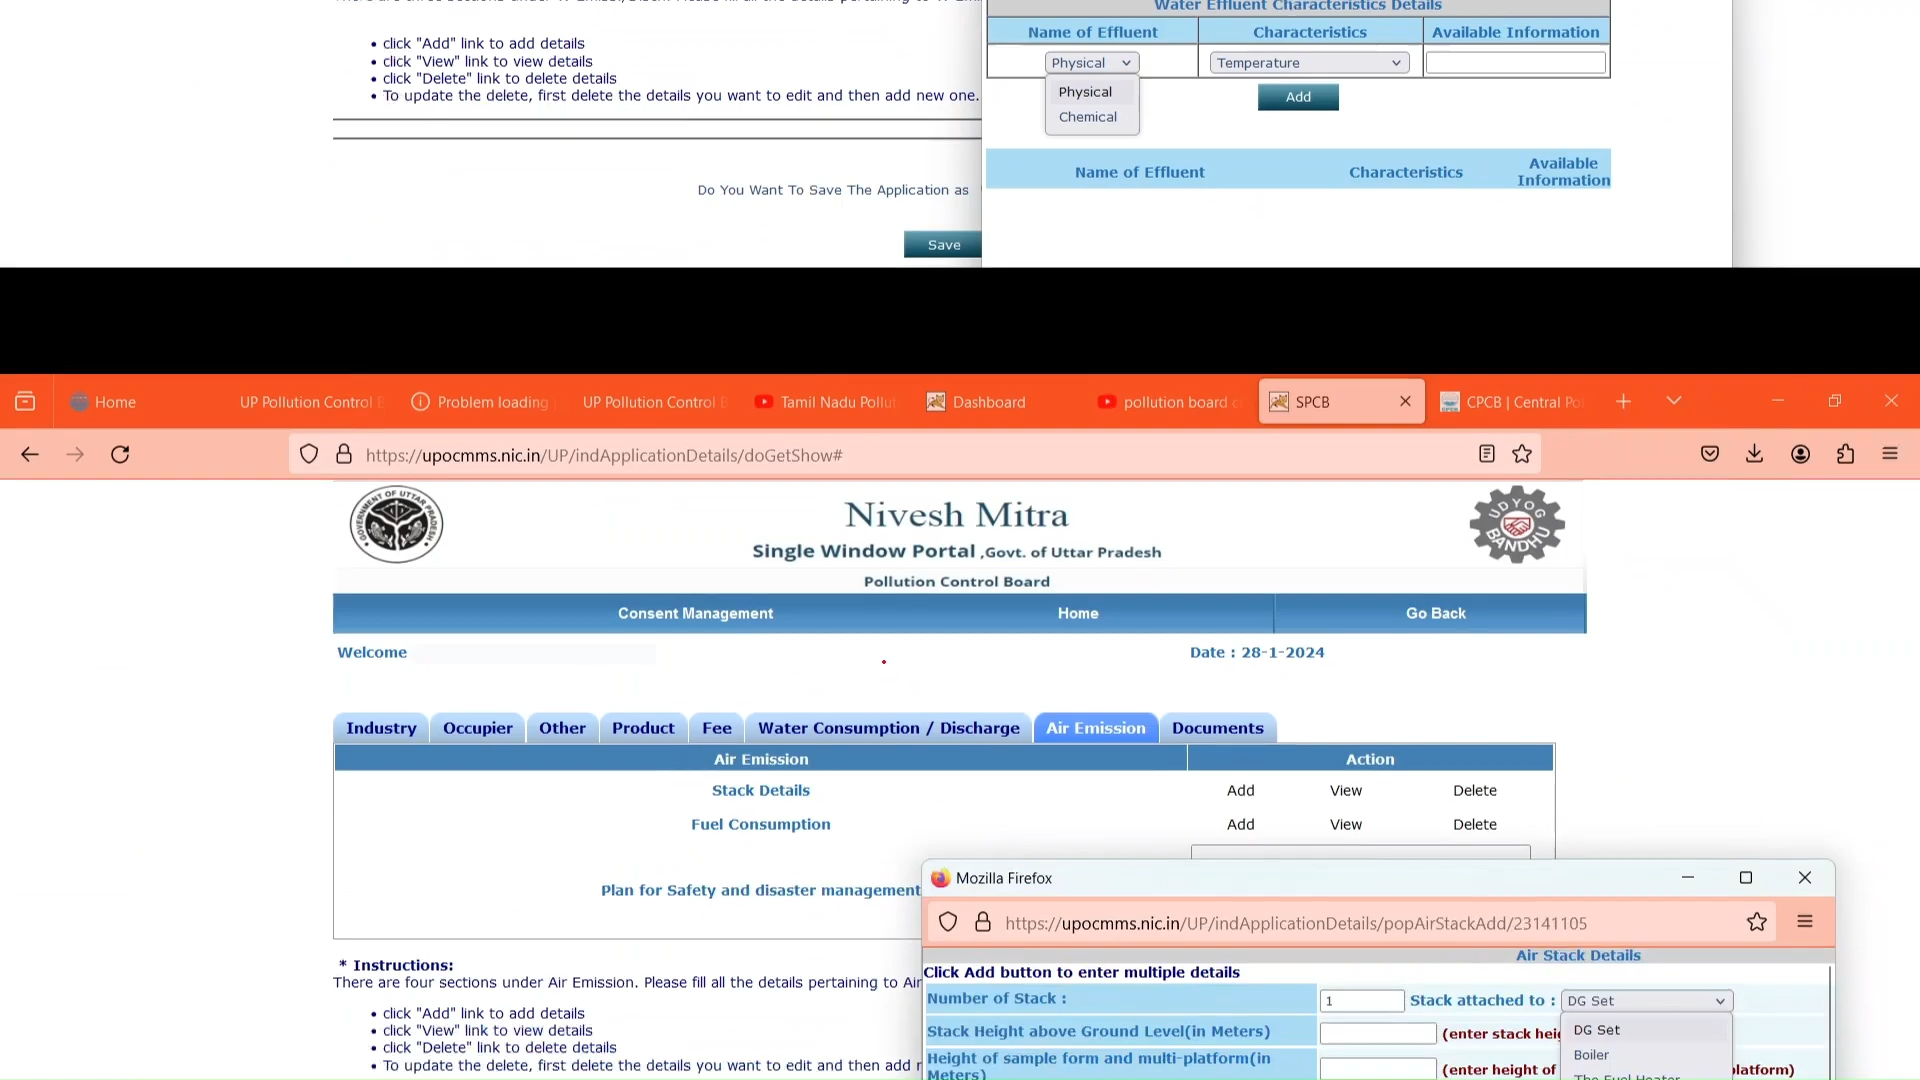 Water Effluent Characteristics Details
Name of Effluent Characteristics Available Information
Physical Temperature
Physical
Chemical
Add
Name of Effluent Characteristics Available Information
• click "Add" link to add details
• click "View" link to view details
• click "Delete" link to delete details
• To update the delete, first delete the details you want to edit and then add new one.
Do You Want To Save The Application as
Save
Home UP Pollution Control B Problem loading UP Pollution Control B Tamil Nadu Pollut Dashboard pollution board c SPCB CPCB | Central Po
https://upocmms.nic.in/UP/indApplicationDetails/doGetShow#
GOVERNMENT OF UTTAR PRADESH
Nivesh Mitra
Single Window Portal ,Govt. of Uttar Pradesh
UDYOG BANDHU
Pollution Control Board
Consent Management Home Go Back
Welcome Date : 28-1-2024
Industry Occupier Other Product Fee Water Consumption / Discharge Air Emission Documents
Air Emission Action
Stack Details Add View Delete
Fuel Consumption Add View Delete
Plan for Safety and disaster management
* Instructions:
There are four sections under Air Emission. Please fill all the details pertaining to Air
• click "Add" link to add details
• click "View" link to view details
• click "Delete" link to delete details
• To update the delete, first delete the details you want to edit and then add
Mozilla Firefox
https://upocmms.nic.in/UP/indApplicationDetails/popAirStackAdd/23141105
Air Stack Details
Click Add button to enter multiple details
Number of Stack : 1 Stack attached to : DG Set
Stack Height above Ground Level(in Meters) (enter stack hei
DG Set
Boiler
The Fuel Heater
Height of sample form and multi-platform(in Meters) (enter height of platform)